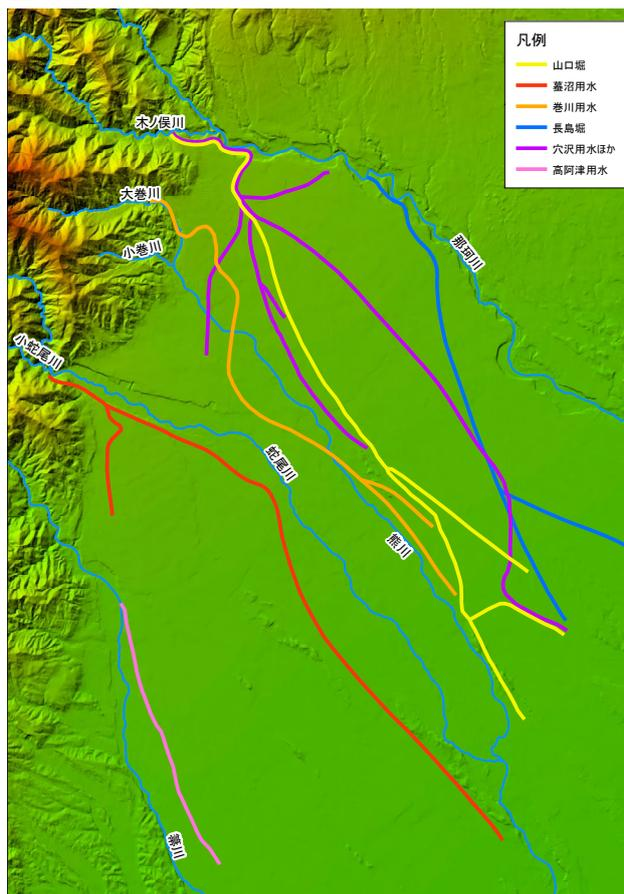 凡例
山口堀
蟇沼用水
巻川用水
長島堀
穴沢用水ほか
高阿津用水
木ノ俣川
大巻川
小巻川
那珂川
小蛇尾川
蛇尾川
熊川
箒川